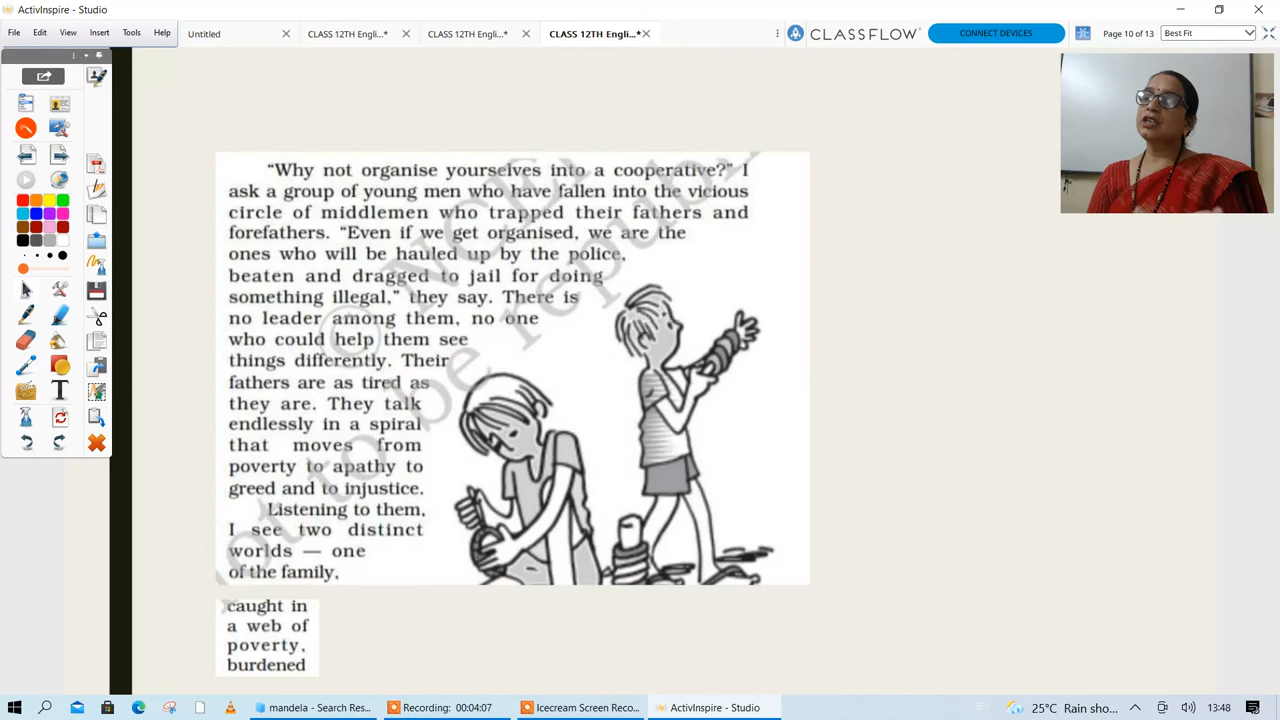 ActivInspire - Studio
File Edit View Insert Tools Help
Untitled
CLASS 12TH Engli...*
CLASS 12TH Engli...*
CLASS 12TH Engli...*
CLASSFLOW
CONNECT DEVICES
Page 10 of 13
Best Fit
“Why not organise yourselves into a cooperative?” I
ask a group of young men who have fallen into the vicious
circle of middlemen who trapped their fathers and
forefathers. “Even if we get organised, we are the
ones who will be hauled up by the police,
beaten and dragged to jail for doing
something illegal,” they say. There is
no leader among them, no one
who could help them see
things differently. Their
fathers are as tired as
they are. They talk
endlessly in a spiral
that moves from
poverty to apathy to
greed and to injustice.
Listening to them,
I see two distinct
worlds — one
of the family,
caught in
a web of
poverty,
burdened
© NCE
not to be republi
mandela - Search Res...
Recording: 00:04:07
Icecream Screen Reco...
ActivInspire - Studio
25°C Rain sho...
13:48